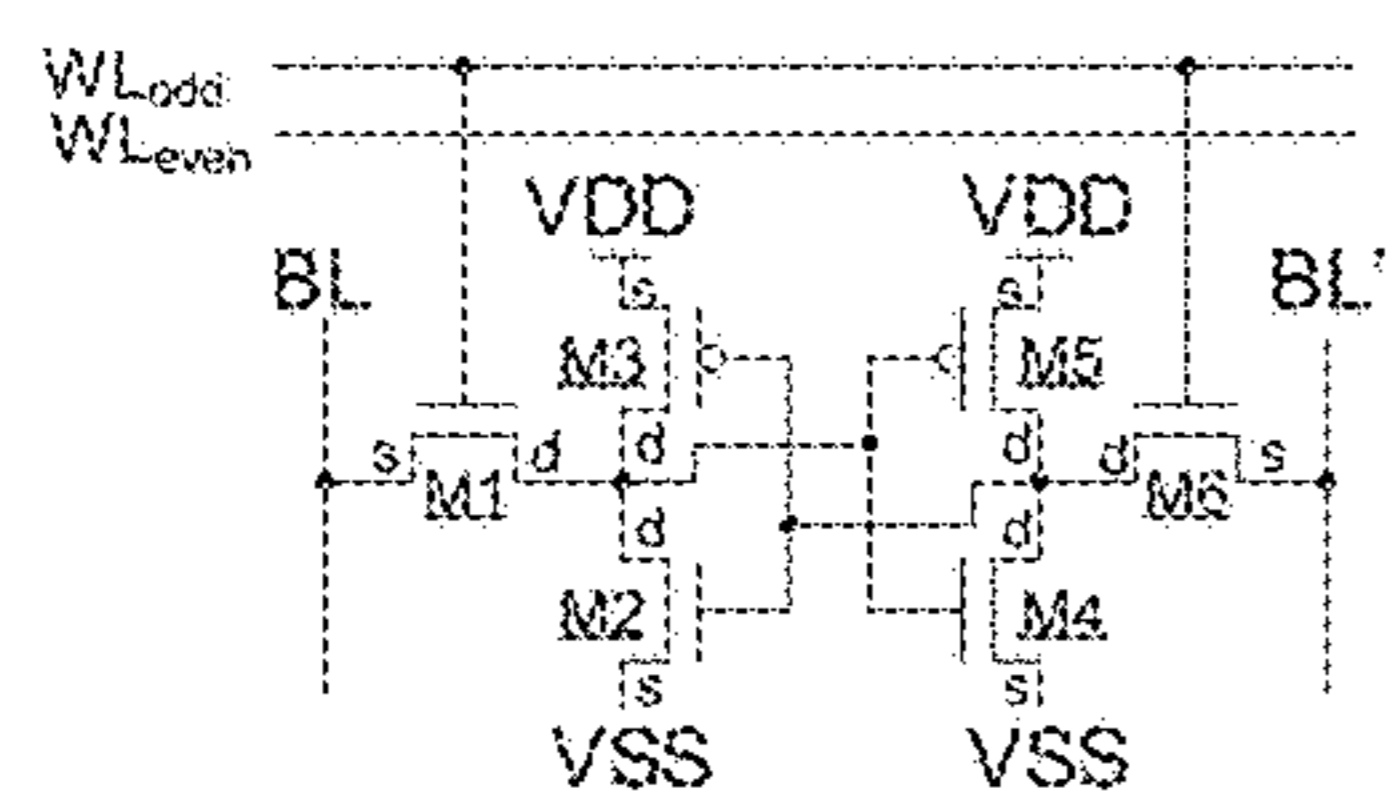 WLodd
WLeven
VDD VDD
BL BL'
s s
M3 M5
s d d d d s
M1 M6
d d
M2 M4
s s
VSS VSS